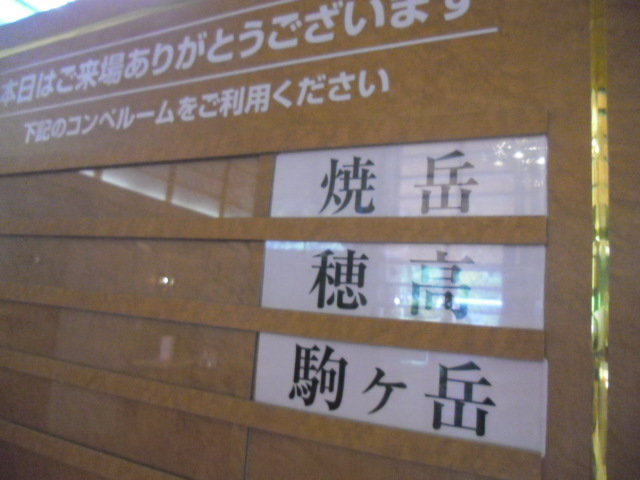 本日はご来場ありがとうございます
下記のコンペルームをご利用ください
焼岳
穂高
駒ヶ岳